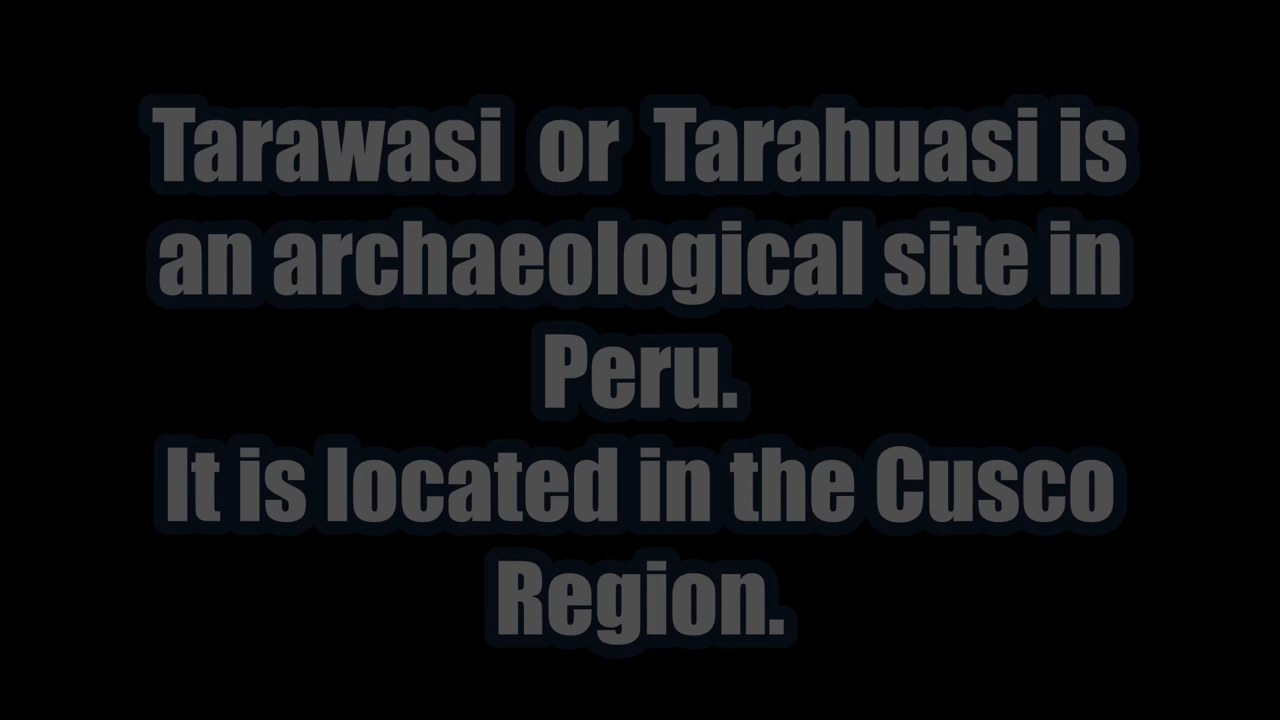 Tarawasi or Tarahuasi is
an archaeological site in
Peru.
It is located in the Cusco
Region.